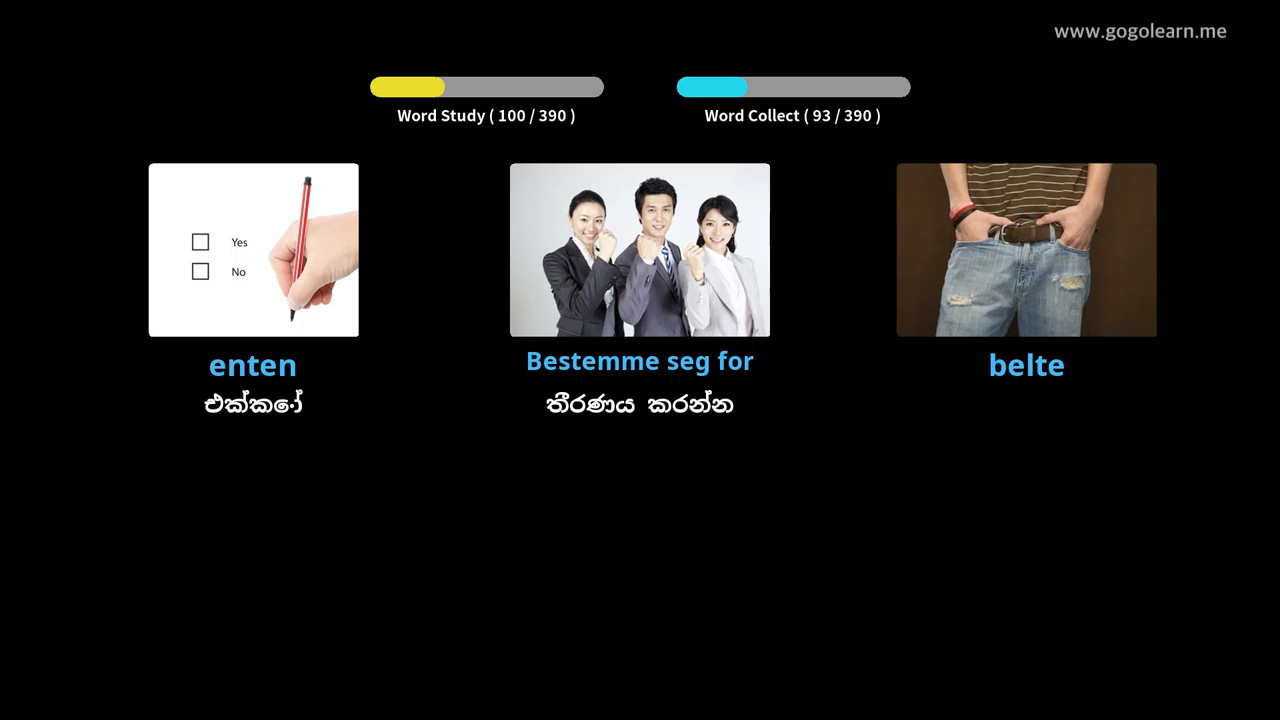 www.gogolearn.me
Word Study ( 100 / 390 )
Word Collect ( 93 / 390 )
Yes
No
enten
Bestemme seg for
belte
එක්කෝ
තීරණය කරන්න